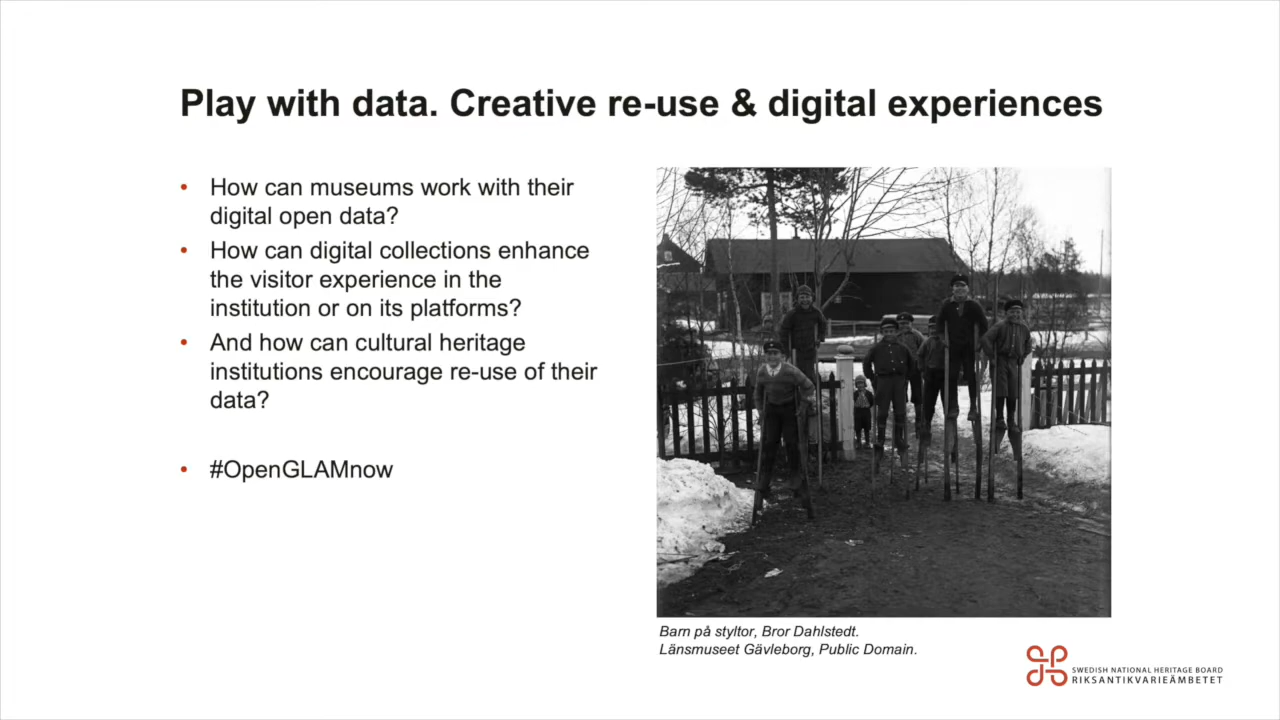 Play with data. Creative re-use & digital experiences
• How can museums work with their
digital open data?
• How can digital collections enhance
the visitor experience in the
institution or on its platforms?
• And how can cultural heritage
institutions encourage re-use of their
data?
• #OpenGLAMnow
Barn på styltor, Bror Dahlstedt.
Länsmuseet Gävleborg, Public Domain.
SWEDISH NATIONAL HERITAGE BOARD
RIKSANTIKVARIEÄMBETET